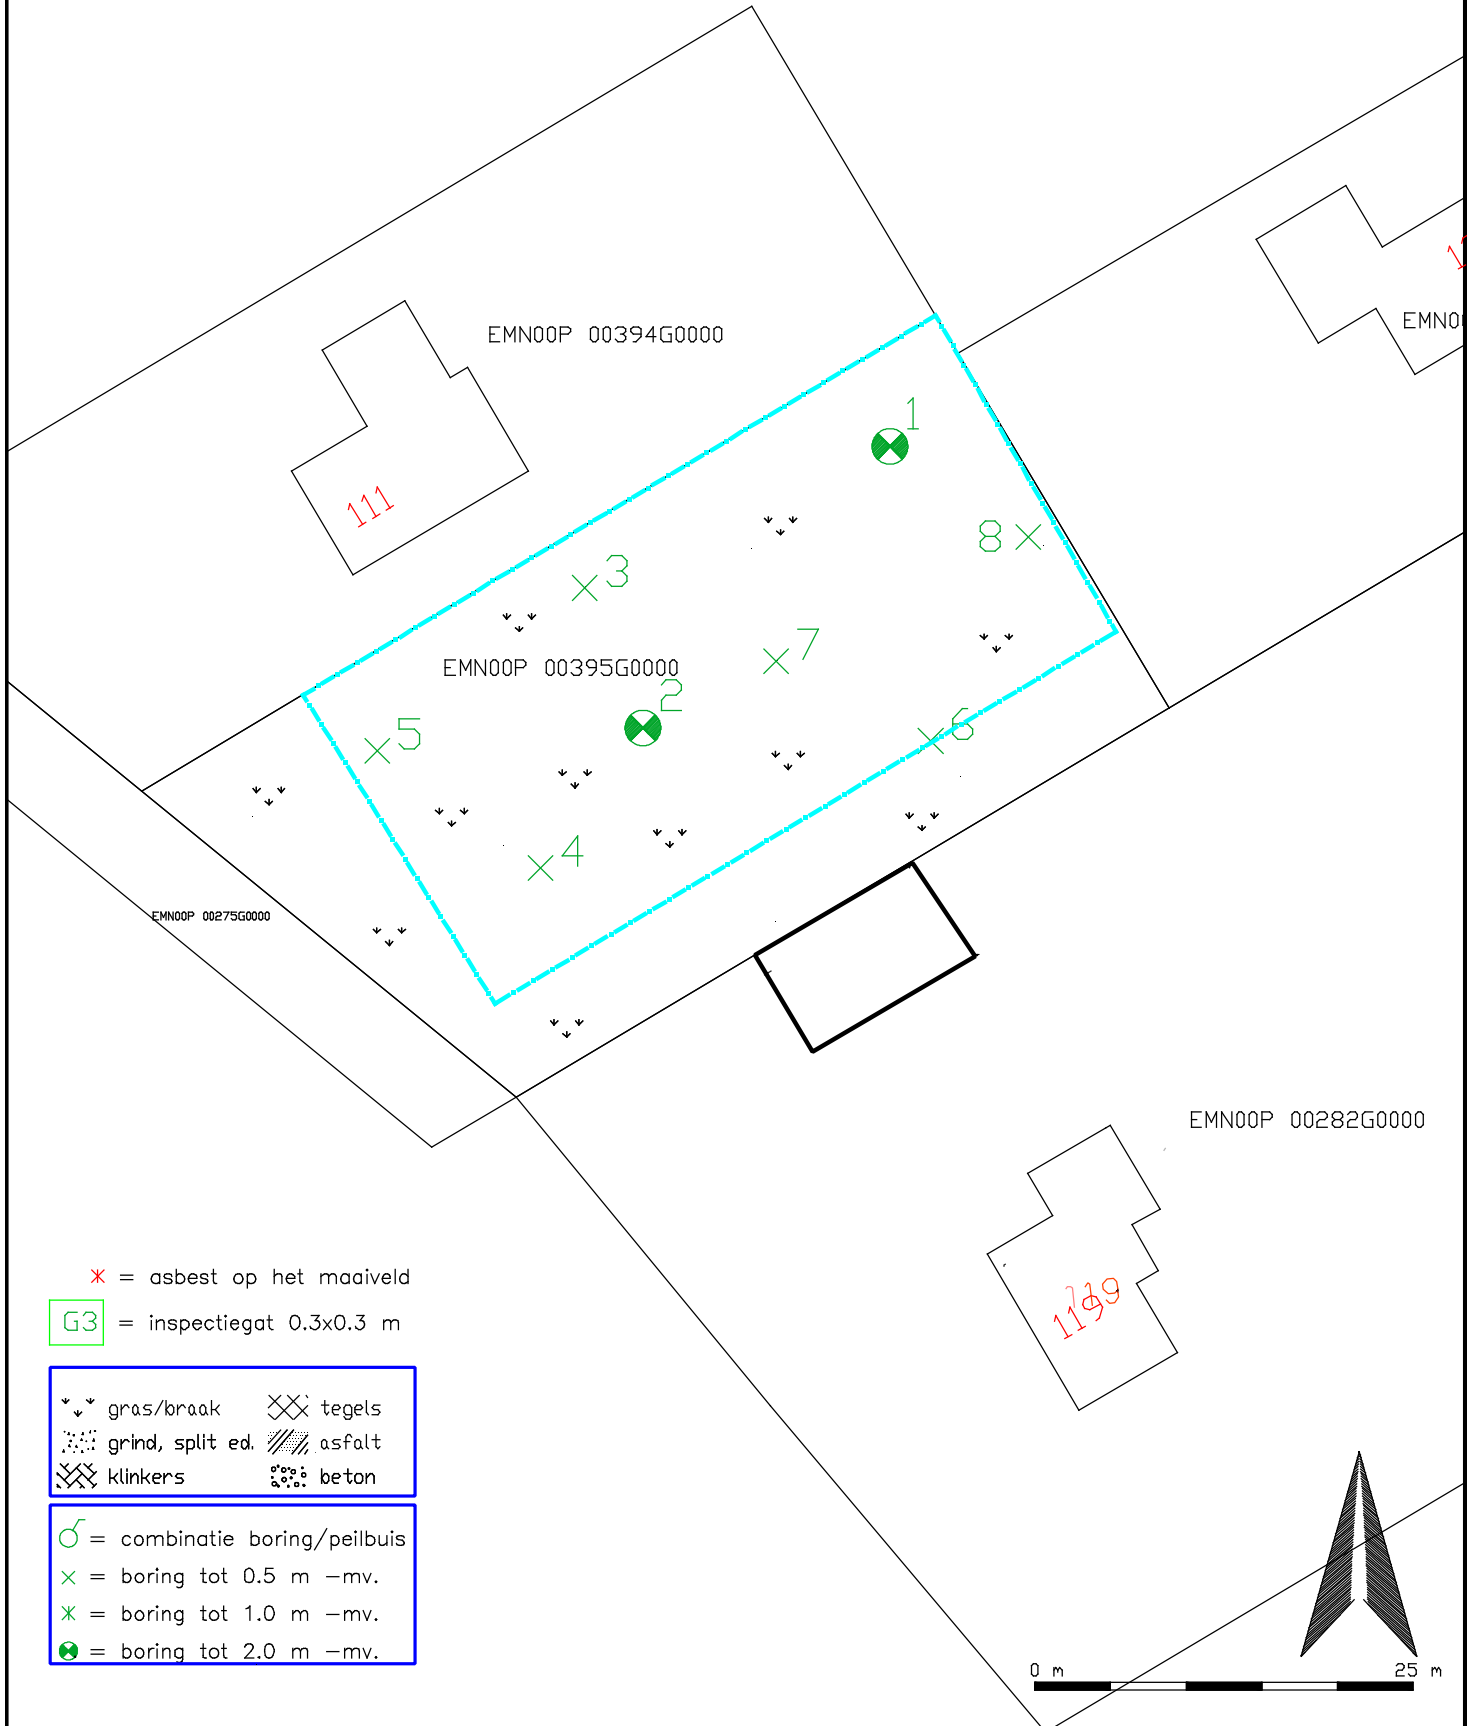 EMN00P 00394G0000
1
111
8
3
7
EMN00P 00395G0000
2
5
6
4
EMN00P 00275G0000
EMN00P 00282G0000
119
* = asbest op het maaiveld
G3 = inspectiegat 0.3x0.3 m
gras/braak tegels
grind, split ed. asfalt
klinkers beton
= combinatie boring/peilbuis
= boring tot 0.5 m -mv.
= boring tot 1.0 m -mv.
= boring tot 2.0 m -mv.
0 m 25 m